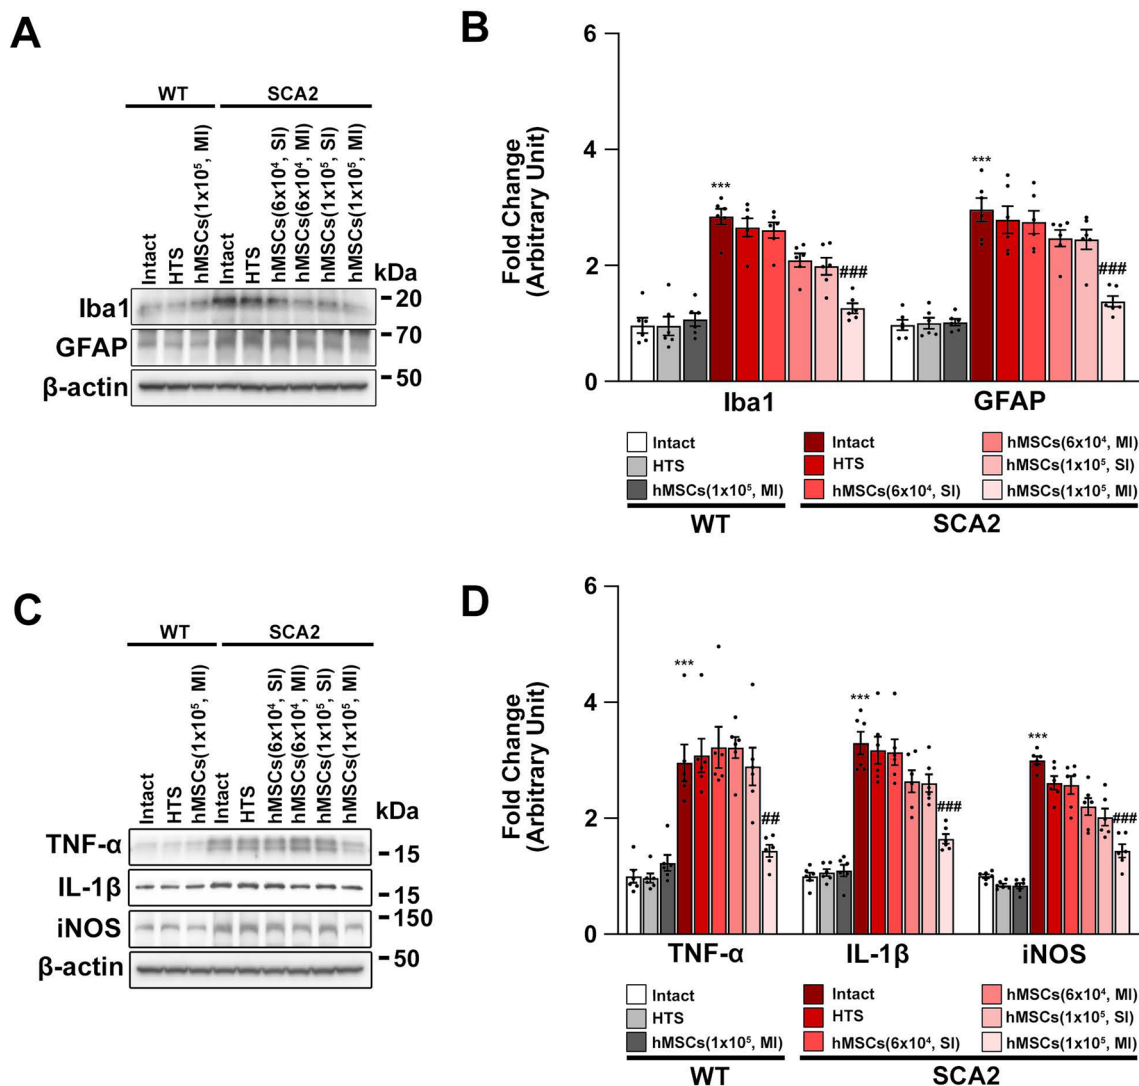 A
WT SCA2
Intact
HTS
hMSCs(1x10⁵, MI)
Intact
HTS
hMSCs(6x10⁴, SI)
hMSCs(6x10⁴, MI)
hMSCs(1x10⁵, SI)
hMSCs(1x10⁵, MI)
kDa
Iba1 20
GFAP 70
β-actin 50
B
Fold Change
(Arbitrary Unit)
6
4
2
0
***
###
***
###
Iba1 GFAP
Intact Intact hMSCs(6x10⁴, MI)
HTS HTS hMSCs(1x10⁵, SI)
hMSCs(1x10⁵, MI) hMSCs(6x10⁴, SI) hMSCs(1x10⁵, MI)
WT SCA2
C
WT SCA2
Intact
HTS
hMSCs(1x10⁵, MI)
Intact
HTS
hMSCs(6x10⁴, SI)
hMSCs(6x10⁴, MI)
hMSCs(1x10⁵, SI)
hMSCs(1x10⁵, MI)
kDa
TNF-α 15
IL-1β 15
iNOS 150
β-actin 50
D
Fold Change
(Arbitrary Unit)
6
4
2
0
***
##
***
###
***
###
TNF-α IL-1β iNOS
Intact Intact hMSCs(6x10⁴, MI)
HTS HTS hMSCs(1x10⁵, SI)
hMSCs(1x10⁵, MI) hMSCs(6x10⁴, SI) hMSCs(1x10⁵, MI)
WT SCA2